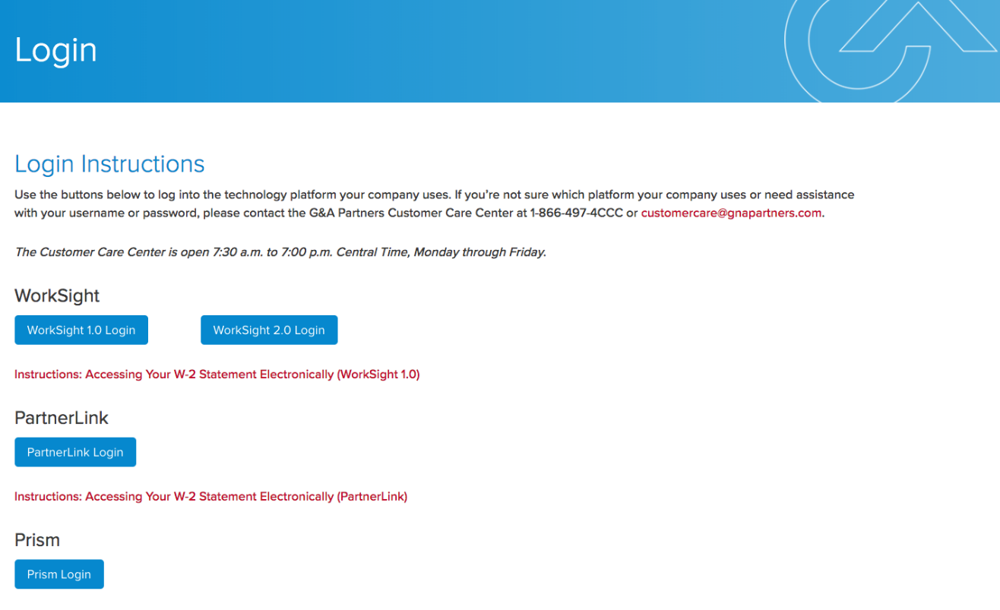 Login
Login Instructions
Use the buttons below to log into the technology platform your company uses. If you’re not sure which platform your company uses or need assistance
with your username or password, please contact the G&A Partners Customer Care Center at 1-866-497-4CCC or customercare@gnapartners.com.
The Customer Care Center is open 7:30 a.m. to 7:00 p.m. Central Time, Monday through Friday.
WorkSight
WorkSight 1.0 Login WorkSight 2.0 Login
Instructions: Accessing Your W-2 Statement Electronically (WorkSight 1.0)
PartnerLink
PartnerLink Login
Instructions: Accessing Your W-2 Statement Electronically (PartnerLink)
Prism
Prism Login